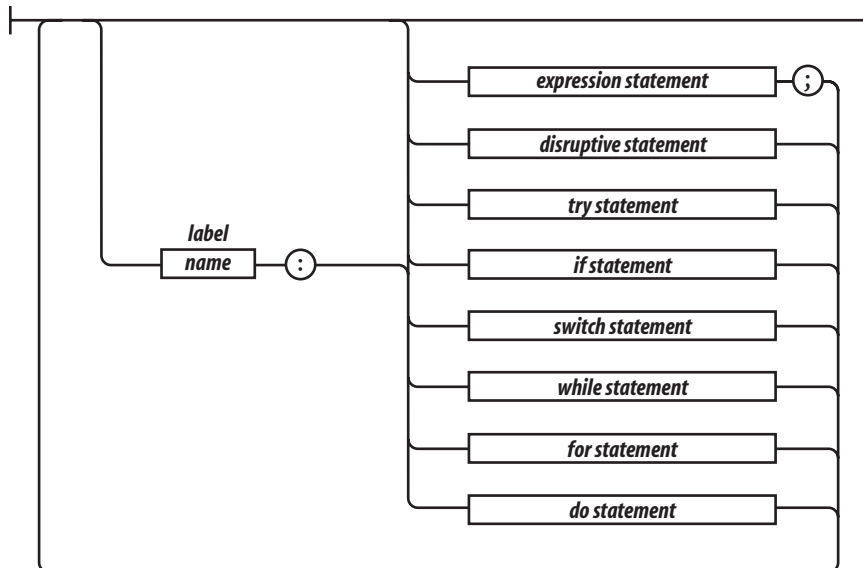 expression statement ;
disruptive statement
try statement
label
name :
if statement
switch statement
while statement
for statement
do statement